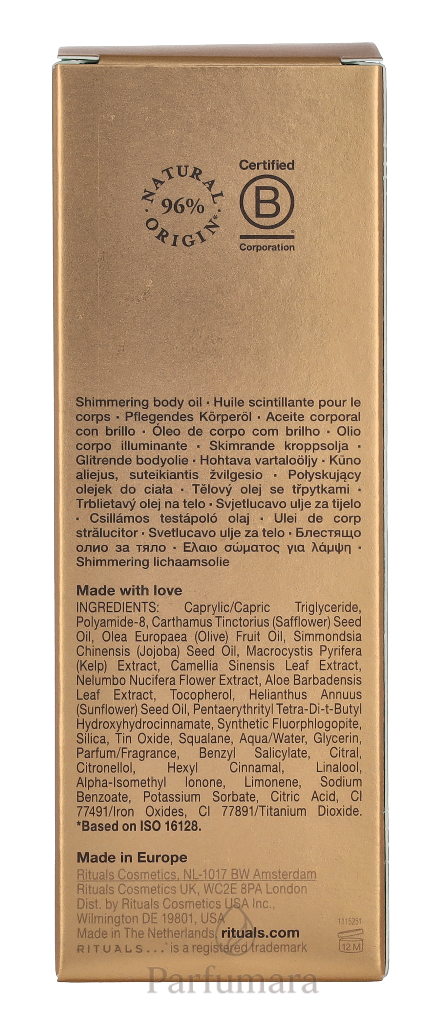 NATURAL
96%
ORIGIN*
Certified
B
Corporation
Shimmering body oil · Huile scintillante pour le
corps · Pflegendes Körperöl · Aceite corporal
con brillo · Óleo de corpo com brilho · Olio
corpo illuminante · Skimrande kroppsolja ·
Glitrende bodyolie · Hohtava vartaloöljy · Kūno
aliejus, suteikiantis žvilgesio · Połyskujący
olejek do ciała · Tělový olej se třpytkami ·
Trblietavý olej na telo · Svjetlucavo ulje za tijelo
· Csillámos testápoló olaj · Ulei de corp
strălucitor · Svetlucavo ulje za telo · Блестящо
олио за тяло · Ελαιο σώματος για λάμψη ·
Shimmering lichaamsolie
Made with love
INGREDIENTS: Caprylic/Capric Triglyceride,
Polyamide-8, Carthamus Tinctorius (Safflower) Seed
Oil, Olea Europaea (Olive) Fruit Oil, Simmondsia
Chinensis (Jojoba) Seed Oil, Macrocystis Pyrifera
(Kelp) Extract, Camellia Sinensis Leaf Extract,
Nelumbo Nucifera Flower Extract, Aloe Barbadensis
Leaf Extract, Tocopherol, Helianthus Annuus
(Sunflower) Seed Oil, Pentaerythrityl Tetra-Di-t-Butyl
Hydroxyhydrocinnamate, Synthetic Fluorphlogopite,
Silica, Tin Oxide, Squalane, Aqua/Water, Glycerin,
Parfum/Fragrance, Benzyl Salicylate, Citral,
Citronellol, Hexyl Cinnamal, Linalool,
Alpha-Isomethyl Ionone, Limonene, Sodium
Benzoate, Potassium Sorbate, Citric Acid, CI
77491/Iron Oxides, CI 77891/Titanium Dioxide.
*Based on ISO 16128.
Made in Europe
Rituals Cosmetics, NL-1017 BW Amsterdam
Rituals Cosmetics UK, WC2E 8PA London
Dist. by Rituals Cosmetics USA Inc.,
Wilmington DE 19801, USA
Made in The Netherlands, rituals.com
RITUALS... is a registered trademark
12 M
Parfumara